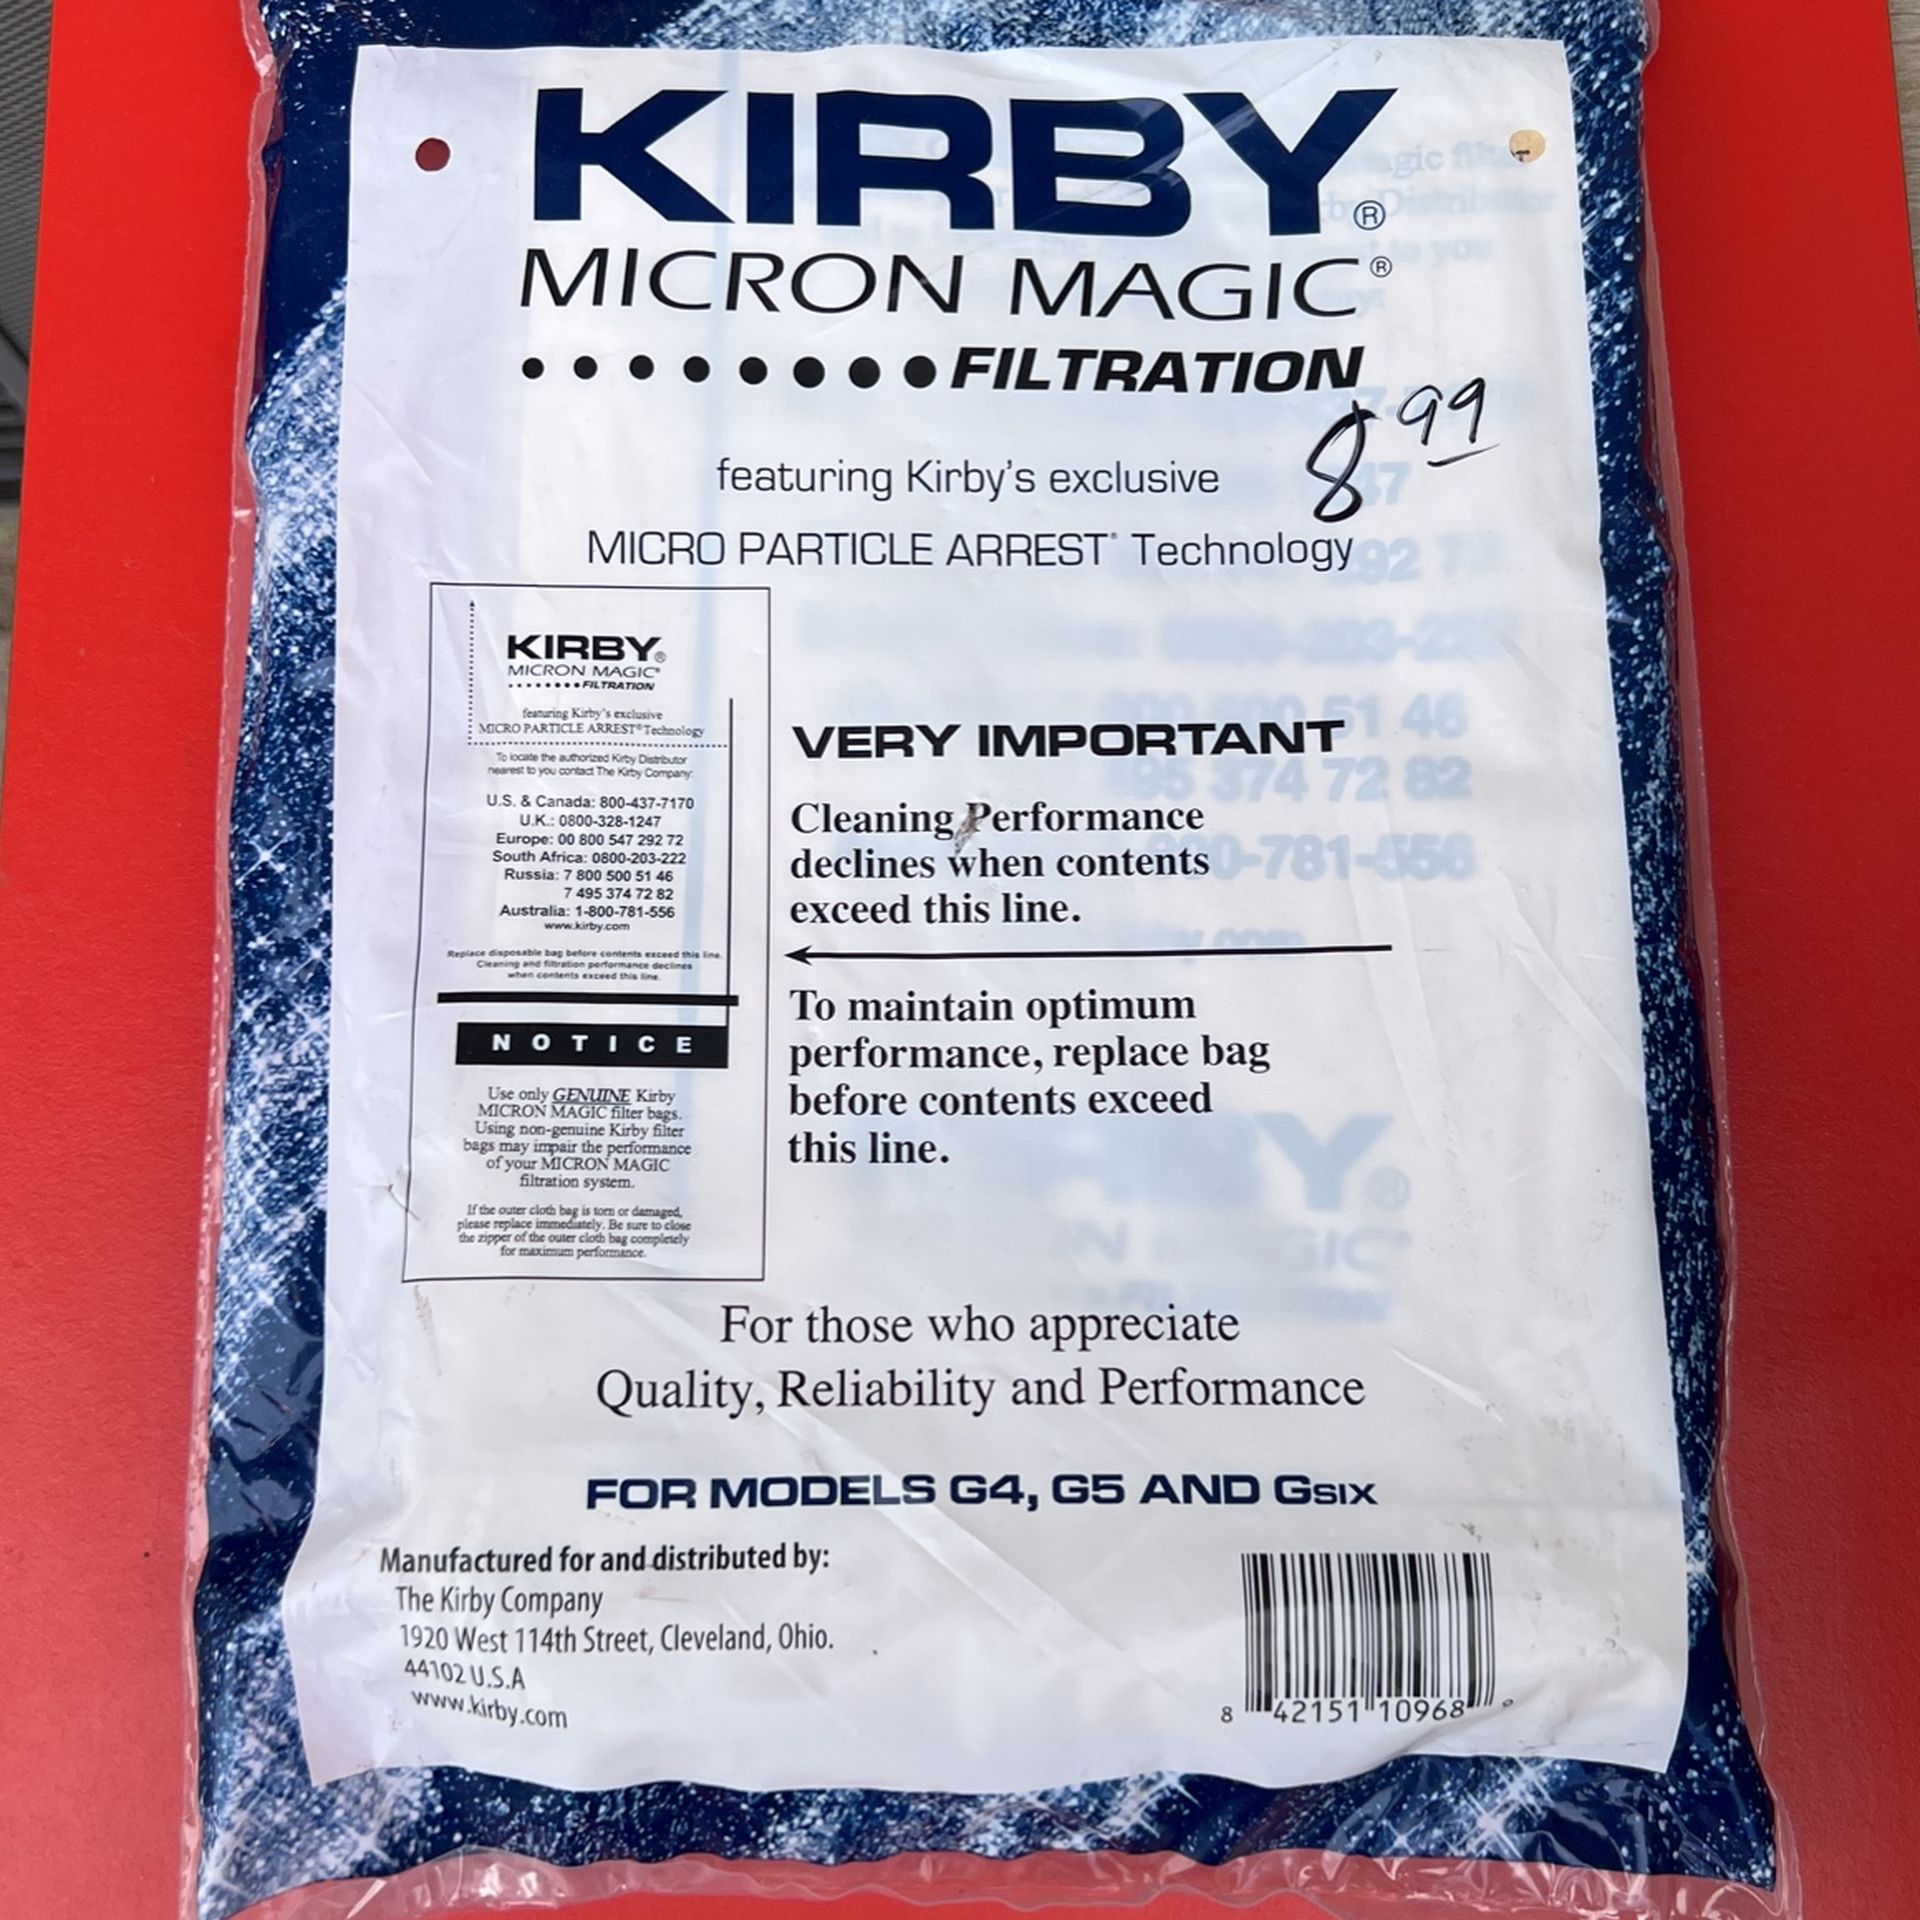 KIRBY®
MICRON MAGIC®
••••••••FILTRATION
8.99
featuring Kirby's exclusive
MICRO PARTICLE ARREST® Technology
KIRBY®
MICRON MAGIC®
••••••••FILTRATION
featuring Kirby's exclusive
MICRO PARTICLE ARREST® Technology
To locate the authorized Kirby Distributor
nearest to you contact The Kirby Company:
U.S. & Canada: 800-437-7170
U.K.: 0800-328-1247
Europe: 00 800 547 292 72
South Africa: 0800-203-222
Russia: 7 800 500 51 46
7 495 374 72 82
Australia: 1-800-781-556
www.kirby.com
Replace disposable bag before contents exceed this line.
Cleaning and filtration performance declines
when contents exceed this line.
NOTICE
Use only GENUINE Kirby
MICRON MAGIC filter bags.
Using non-genuine Kirby filter
bags may impair the performance
of your MICRON MAGIC
filtration system.
If the outer cloth bag is torn or damaged,
please replace immediately. Be sure to close
the zipper of the outer cloth bag completely
for maximum performance.
VERY IMPORTANT
Cleaning Performance
declines when contents
exceed this line.
To maintain optimum
performance, replace bag
before contents exceed
this line.
For those who appreciate
Quality, Reliability and Performance
FOR MODELS G4, G5 AND GSIX
Manufactured for and distributed by:
The Kirby Company
1920 West 114th Street, Cleveland, Ohio.
44102 U.S.A
www.kirby.com
8 42151 10968